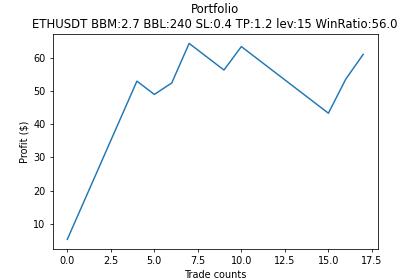 Portfolio
ETHUSDT BBM:2.7 BBL:240 SL:0.4 TP:1.2 lev:15 WinRatio:56.0
60
50
40
30
20
10
Profit ($)
0.0 2.5 5.0 7.5 10.0 12.5 15.0 17.5
Trade counts